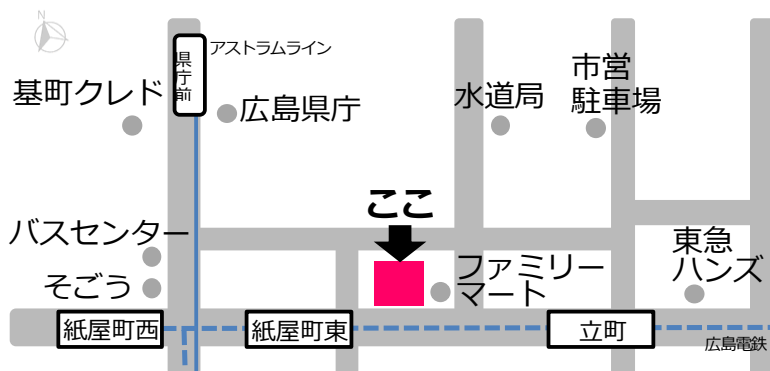 N
アストラムライン
県庁前
基町クレド
広島県庁
水道局
市営
駐車場
ここ
バスセンター
そごう
ファミリー
マート
東急
ハンズ
紙屋町西
紙屋町東
立町
広島電鉄